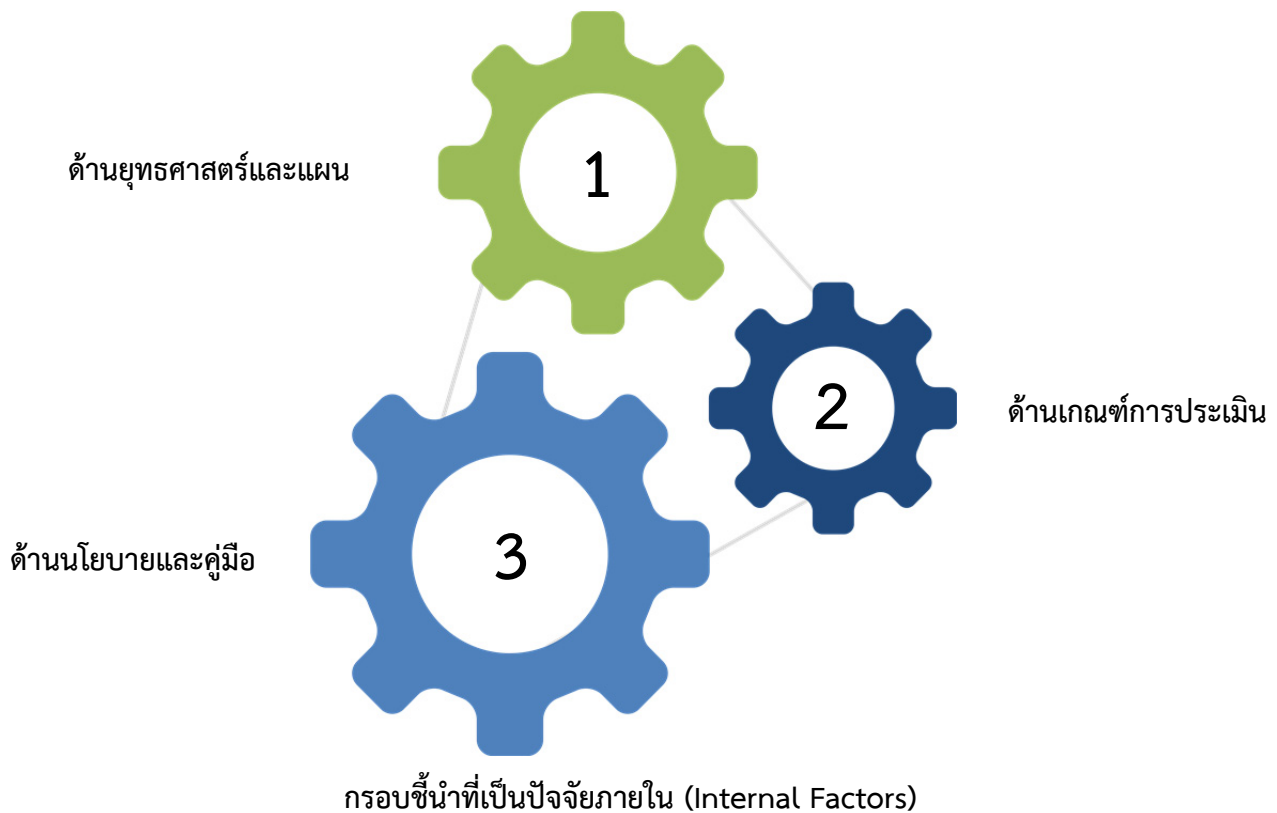 1
ด้านยุทธศาสตร์และแผน
2
ด้านเกณฑ์การประเมิน
3
ด้านนโยบายและคู่มือ
กรอบชี้นำที่เป็นปัจจัยภายใน (Internal Factors)